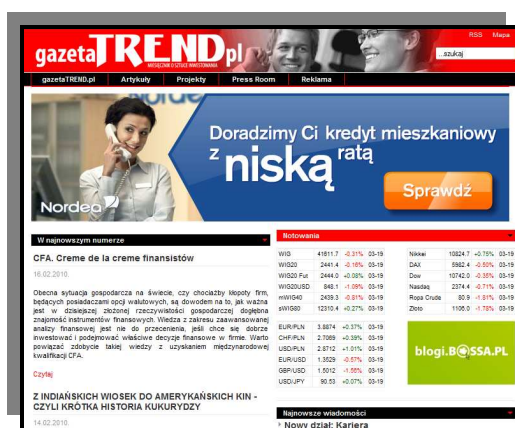 RSS Mapa
gazetaTRENDpl
MIESIĘCZNIK O SZTUCE INWESTOWANIA
...szukaj
gazetaTREND.pl Artykuły Projekty Press Room Reklama
Nordea
Doradzimy Ci kredyt mieszkaniowy
z niską ratą
Sprawdź
Nordea
W najnowszym numerze
CFA. Creme de la creme finansistów
16.02.2010.
Obecna sytuacja gospodarcza na świecie, czy chociażby kłopoty firm,
będących posiadaczami opcji walutowych, są dowodem na to, jak ważna
jest w dzisiejszej złożonej rzeczywistości gospodarczej dogłębna
znajomość instrumentów finansowych. Wiedza z zakresu zaawansowanej
analizy finansowej jest nie do przecenienia, jeśli chce się dobrze
inwestować i podejmować właściwe decyzje finansowe w firmie. Warto
powiązać zdobycie takiej wiedzy z uzyskaniem międzynarodowej
kwalifikacji CFA.
Czytaj
Z INDIAŃSKICH WIOSEK DO AMERYKAŃSKICH KIN -
CZYLI KRÓTKA HISTORIA KUKURYDZY
14.02.2010.
Notowania
WIG 41611.7 -0.31% 03-19
WIG20 2441.4 -0.16% 03-19
WIG20 Fut 2444.0 +0.08% 03-19
WIG20USD 848.1 -1.09% 03-19
mWIG40 2439.3 -0.81% 03-19
sWIG80 12310.4 +0.27% 03-19
EUR/PLN 3.8874 +0.37% 03-19
CHF/PLN 2.7089 +0.39% 03-19
USD/PLN 2.8712 +1.01% 03-19
EUR/USD 1.3529 -0.57% 03-19
GBP/USD 1.5012 -1.56% 03-19
USD/JPY 90.53 +0.07% 03-19
Nikkei 10824.7 +0.75% 03-19
DAX 5982.4 -0.50% 03-19
Dow 10742.0 -0.35% 03-19
Nasdaq 2374.4 -0.71% 03-19
Ropa Crude 80.9 -1.81% 03-19
Złoto 1105.0 -1.78% 03-19
blogi.B@SSA.PL
Najnowsze wiadomości
Nowy dział: Kariera